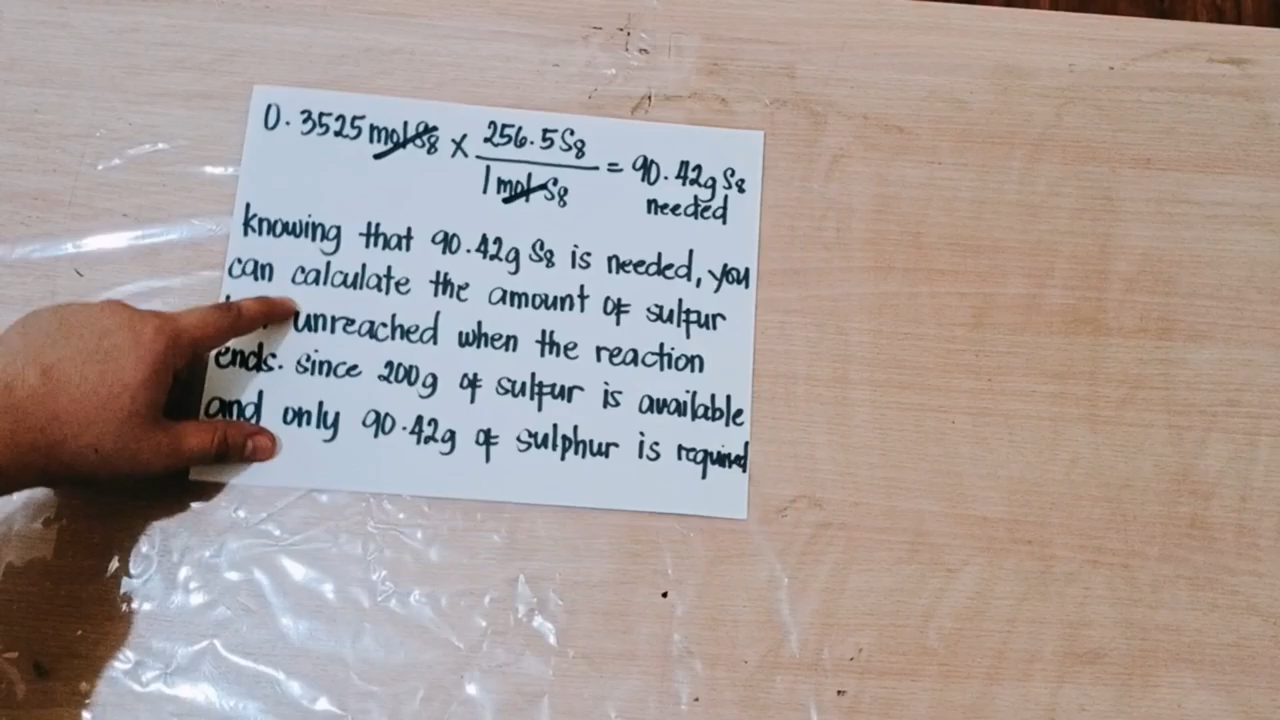 0.3525 mol S8 × 256.5 S8 / 1 mol S8 = 90.42g S8
needed
knowing that 90.42g S8 is needed, you
can calculate the amount of sulfur
unreached when the reaction
ends. since 200g of sulfur is available
and only 90.42g of sulphur is required